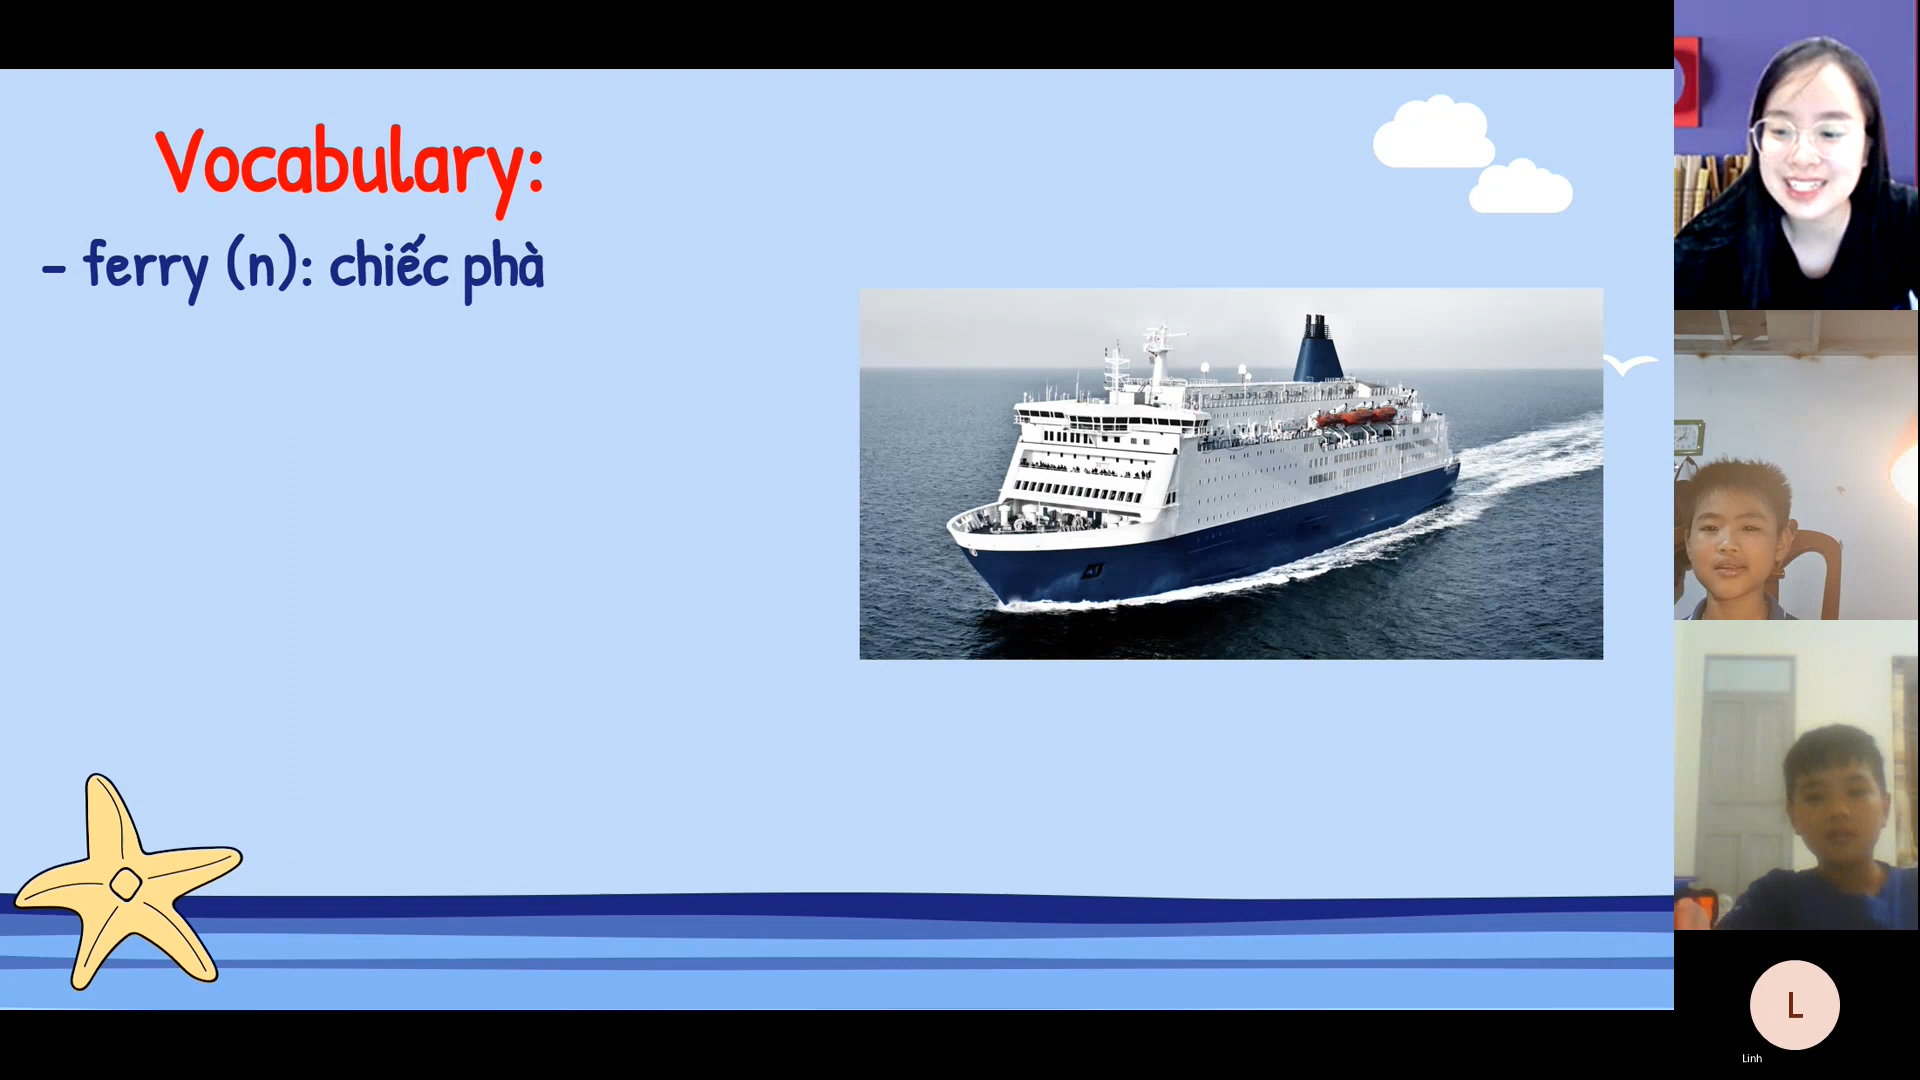 Vocabulary:
- ferry (n): chiếc phà
L
Linh